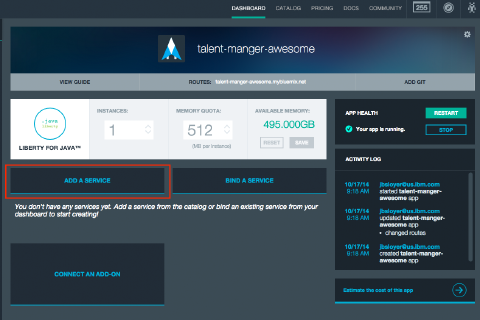 DASHBOARD CATALOG PRICING DOCS COMMUNITY 255
talent-manger-awesome
VIEW GUIDE ROUTES: talent-manger-awesome.mybluemix.net ADD GIT
LIBERTY FOR JAVA™
INSTANCES:
1
MEMORY QUOTA:
512
(MB per instance)
AVAILABLE MEMORY:
495.000GB
RESET SAVE
APP HEALTH RESTART
Your app is running. STOP
ADD A SERVICE BIND A SERVICE
You don't have any services yet. Add a service from the catalog or bind an existing service from your
dashboard to start creating!
CONNECT AN ADD-ON
ACTIVITY LOG
10/17/14 jbsloyer@us.ibm.com
9:18 AM started talent-manger-
awesome app
10/17/14 jbsloyer@us.ibm.com
9:18 AM updated talent-manger-
awesome app
• changed routes
10/17/14 jbsloyer@us.ibm.com
9:18 AM created talent-manger-
awesome app
Estimate the cost of this app